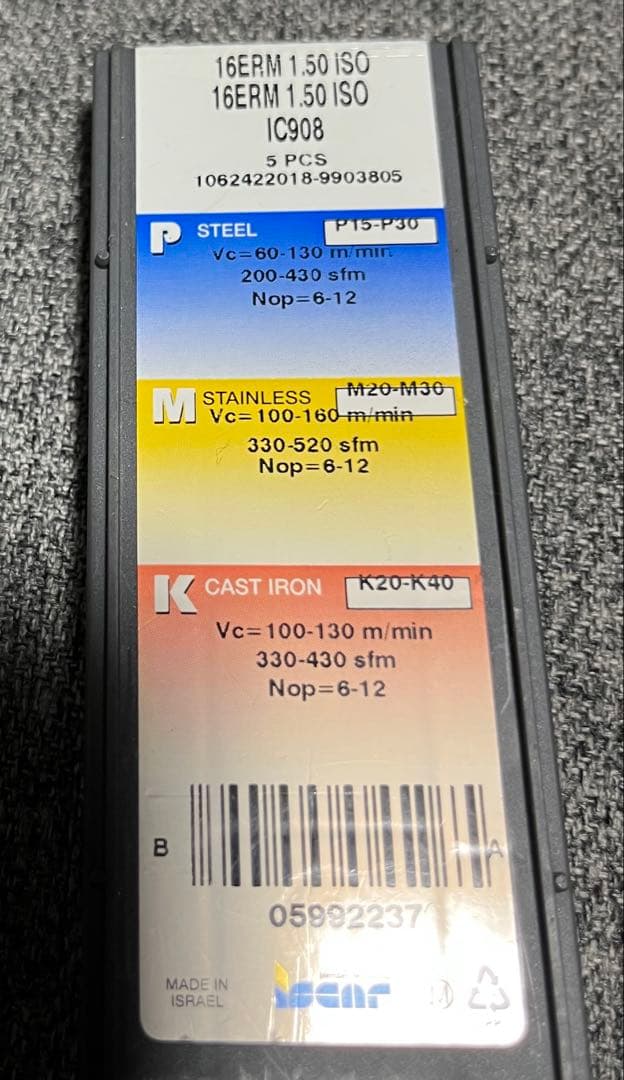 16ERM 1.50 ISO
16ERM 1.50 ISO
IC908
5 PCS
1062422018-9903805
P STEEL P15-P30
Vc=60-130 m/min
200-430 sfm
Nop=6-12
M STAINLESS M20-M30
Vc=100-160 m/min
330-520 sfm
Nop=6-12
K CAST IRON K20-K40
Vc=100-130 m/min
330-430 sfm
Nop=6-12
B A
05992237
MADE IN
ISRAEL
iscar